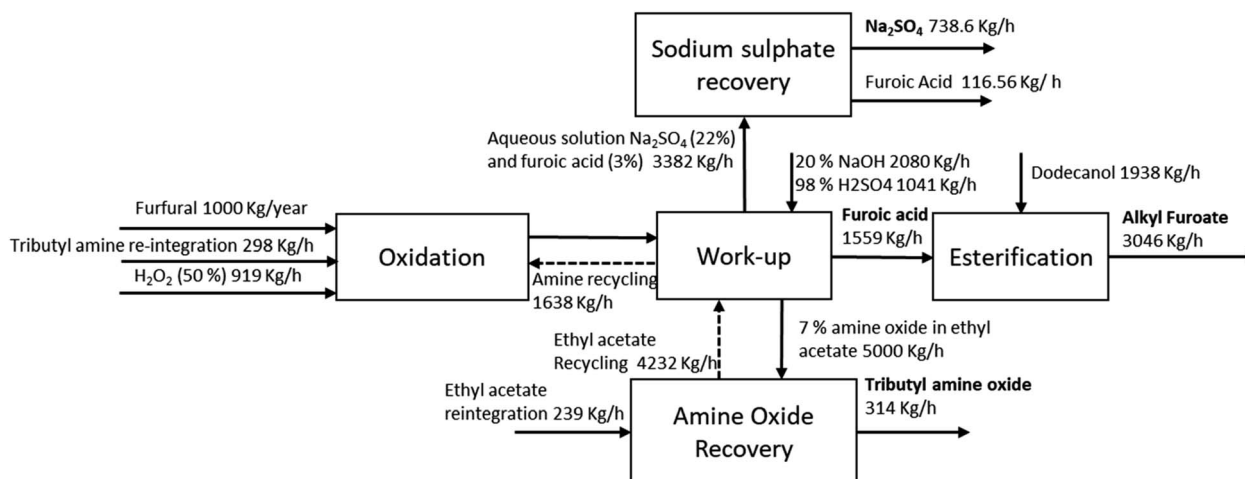 Na₂SO₄ 738.6 Kg/h
Sodium sulphate
recovery
Furoic Acid 116.56 Kg/ h
Aqueous solution Na₂SO₄ (22%)
and furoic acid (3%) 3382 Kg/h
20 % NaOH 2080 Kg/h
98 % H2SO4 1041 Kg/h
Dodecanol 1938 Kg/h
Furfural 1000 Kg/year
Tributyl amine re-integration 298 Kg/h
H₂O₂ (50 %) 919 Kg/h
Oxidation
Amine recycling
1638 Kg/h
Work-up
Furoic acid
1559 Kg/h
Esterification
Alkyl Furoate
3046 Kg/h
Ethyl acetate
Recycling 4232 Kg/h
7 % amine oxide in ethyl
acetate 5000 Kg/h
Ethyl acetate
reintegration 239 Kg/h
Amine Oxide
Recovery
Tributyl amine oxide
314 Kg/h